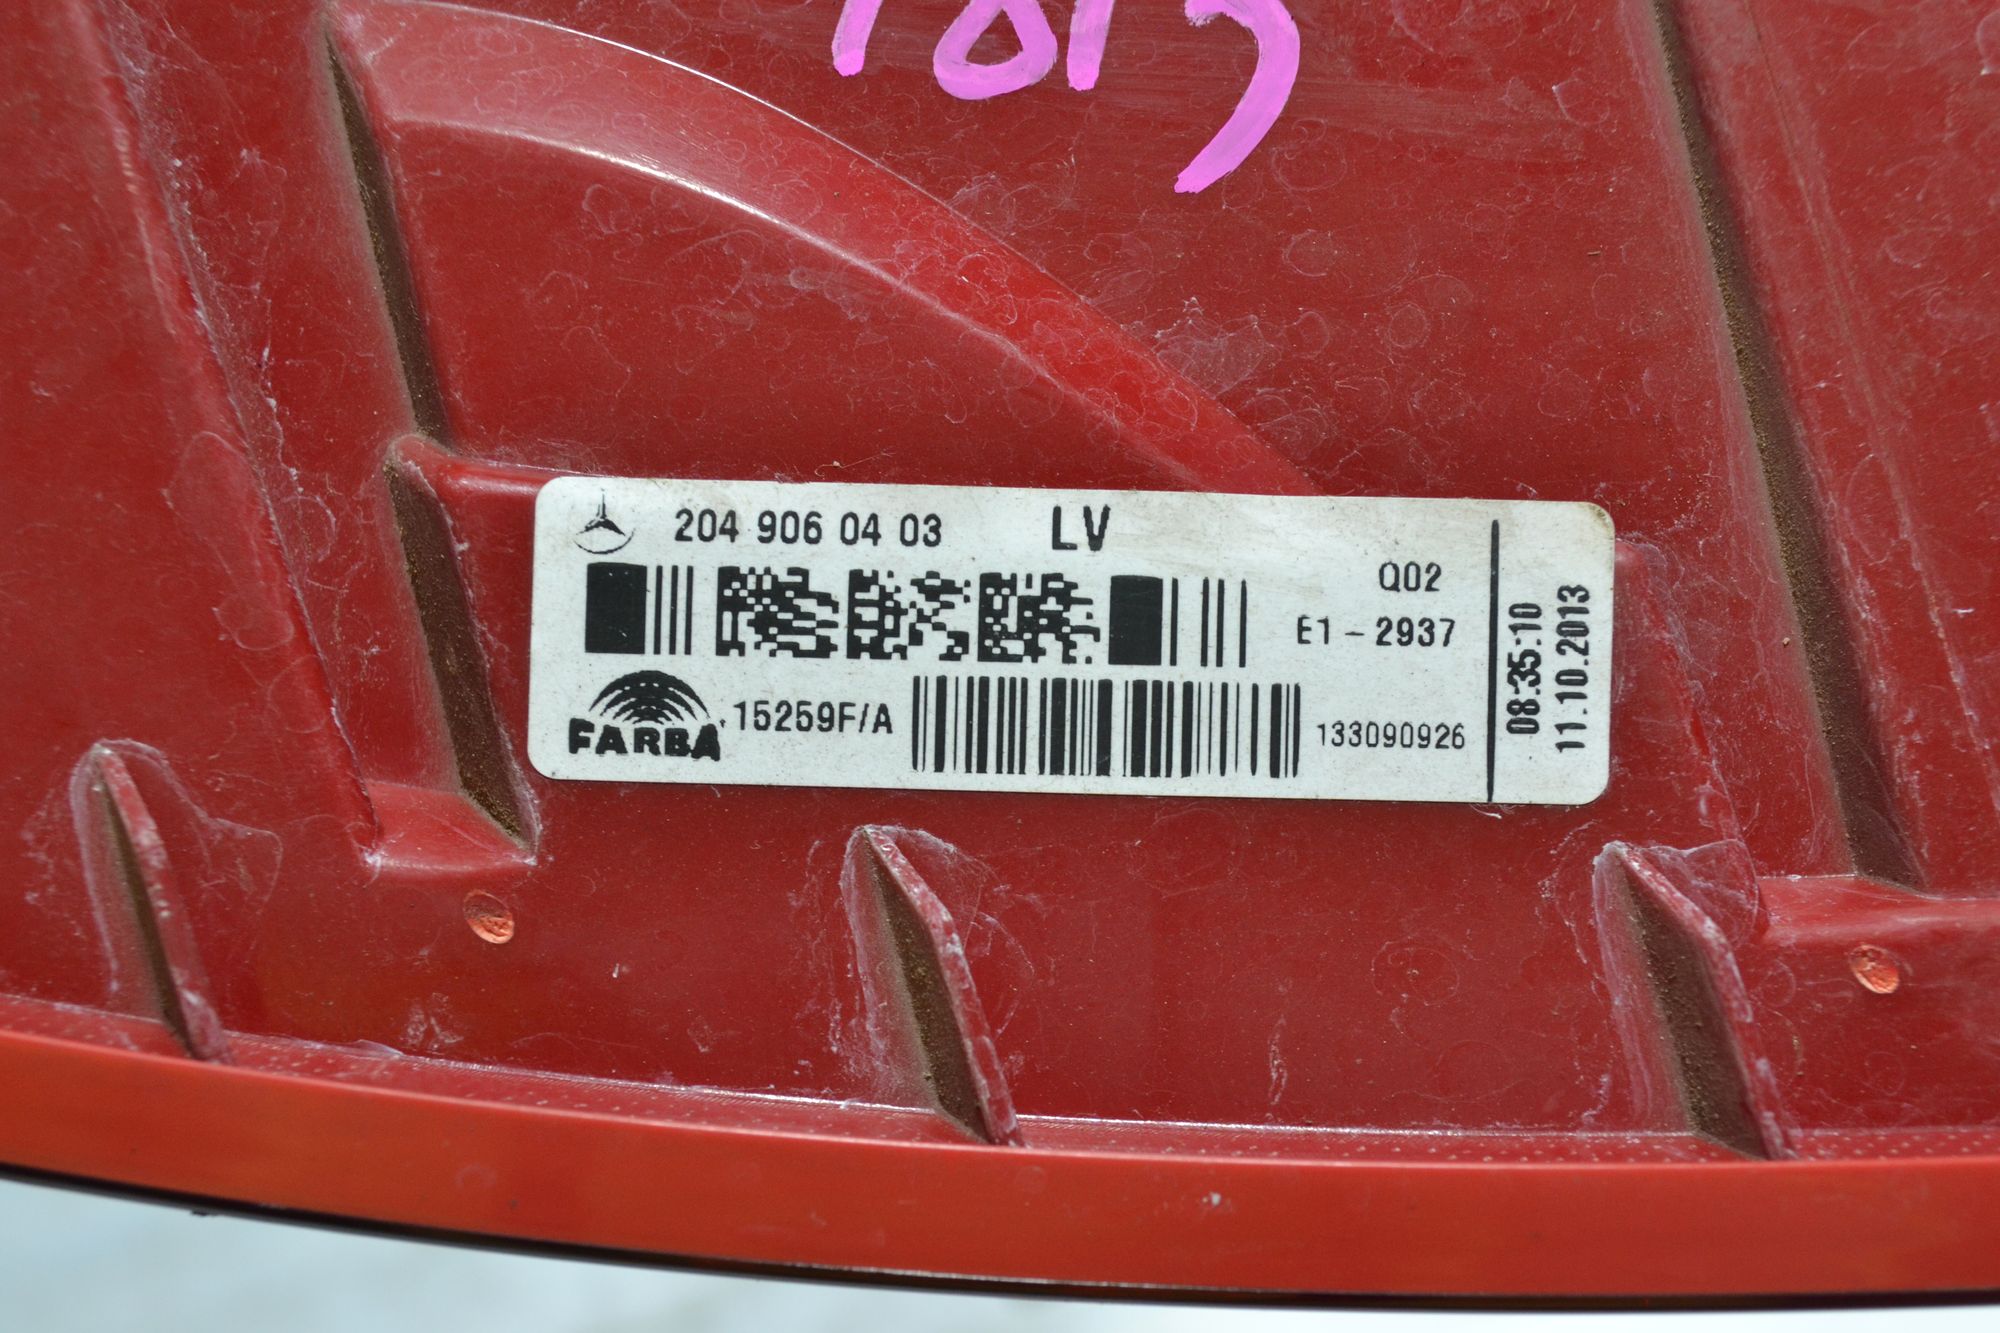 204 906 04 03 LV
Q02
E1-2937
FARBA 15259F/A 133090926
08:35:10
11.10.2013